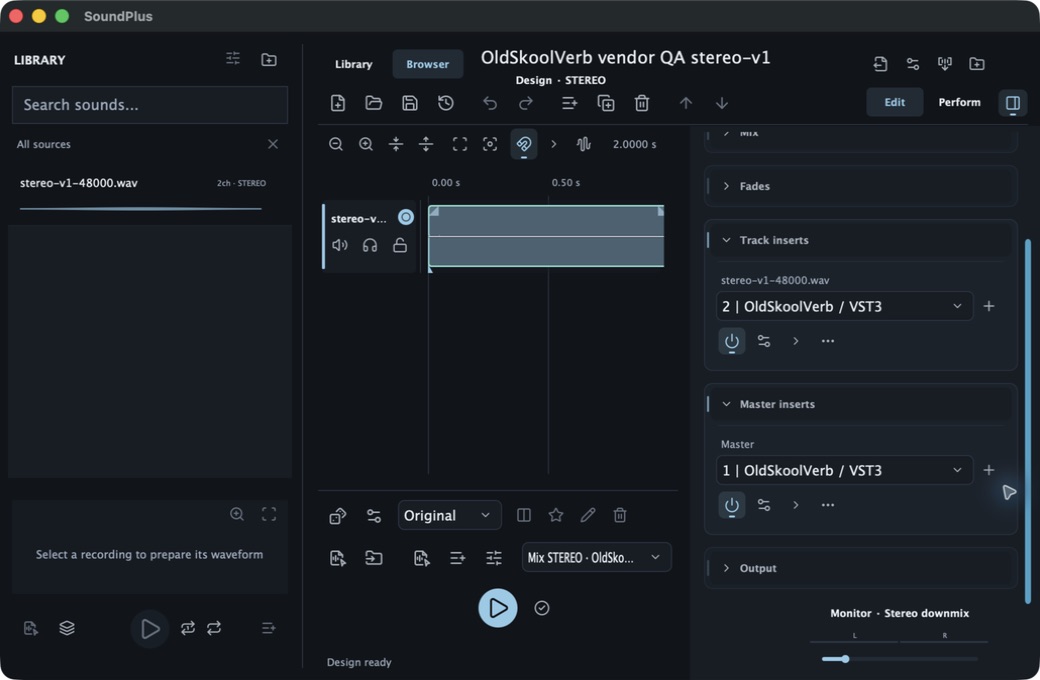 SoundPlus
LIBRARY
Search sounds...
All sources
stereo-v1-48000.wav
2ch · STEREO
Select a recording to prepare its waveform
Library
Browser
OldSkoolVerb vendor QA stereo-v1
Design · STEREO
Edit
Perform
2.0000 s
0.00 s
0.50 s
stereo-v...
Original
Mix STEREO · OldSko...
Design ready
Mix
Fades
Track inserts
stereo-v1-48000.wav
2 | OldSkoolVerb / VST3
Master inserts
Master
1 | OldSkoolVerb / VST3
Output
Monitor · Stereo downmix
L
R